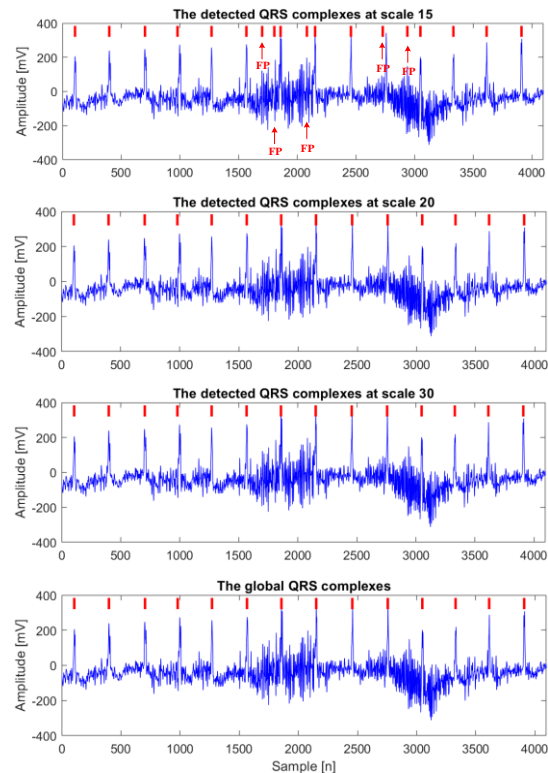 The detected QRS complexes at scale 15
400
200
0
-200
-400
Amplitude [mV]
FP
FP
FP
FP
FP
0 500 1000 1500 2000 2500 3000 3500 4000
The detected QRS complexes at scale 20
400
200
0
-200
-400
Amplitude [mV]
0 500 1000 1500 2000 2500 3000 3500 4000
The detected QRS complexes at scale 30
400
200
0
-200
-400
Amplitude [mV]
0 500 1000 1500 2000 2500 3000 3500 4000
The global QRS complexes
400
200
0
-200
-400
Amplitude [mV]
0 500 1000 1500 2000 2500 3000 3500 4000
Sample [n]